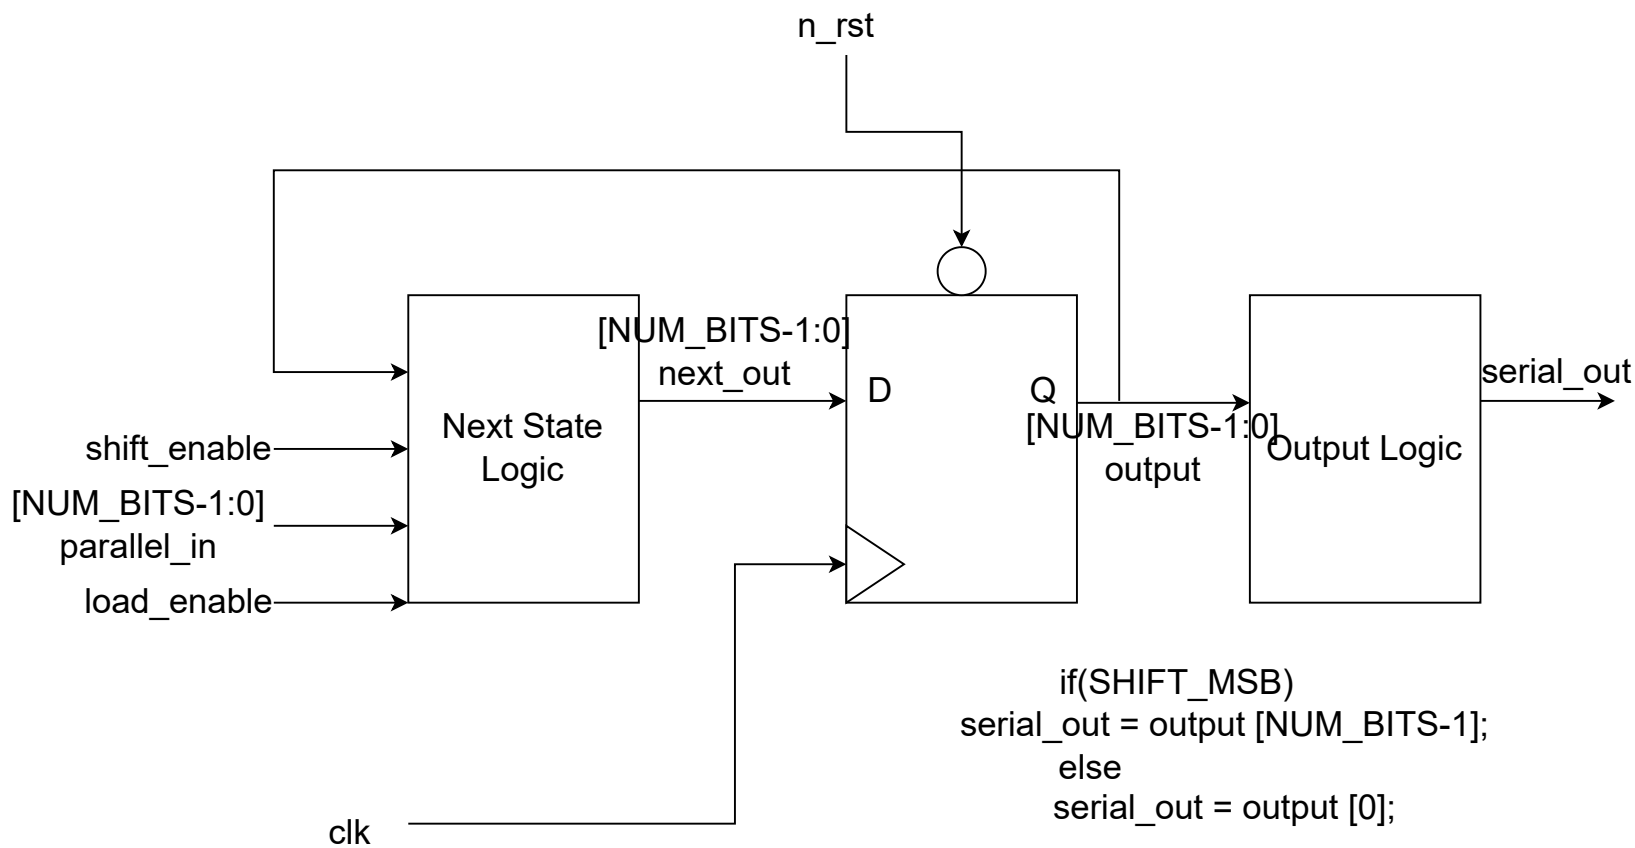 n_rst
[NUM_BITS-1:0]
next_out
D
Q
serial_out
Next State
Logic
[NUM_BITS-1:0]
output
Output Logic
shift_enable
[NUM_BITS-1:0]
parallel_in
load_enable
if(SHIFT_MSB)
serial_out = output [NUM_BITS-1];
else
serial_out = output [0];
clk